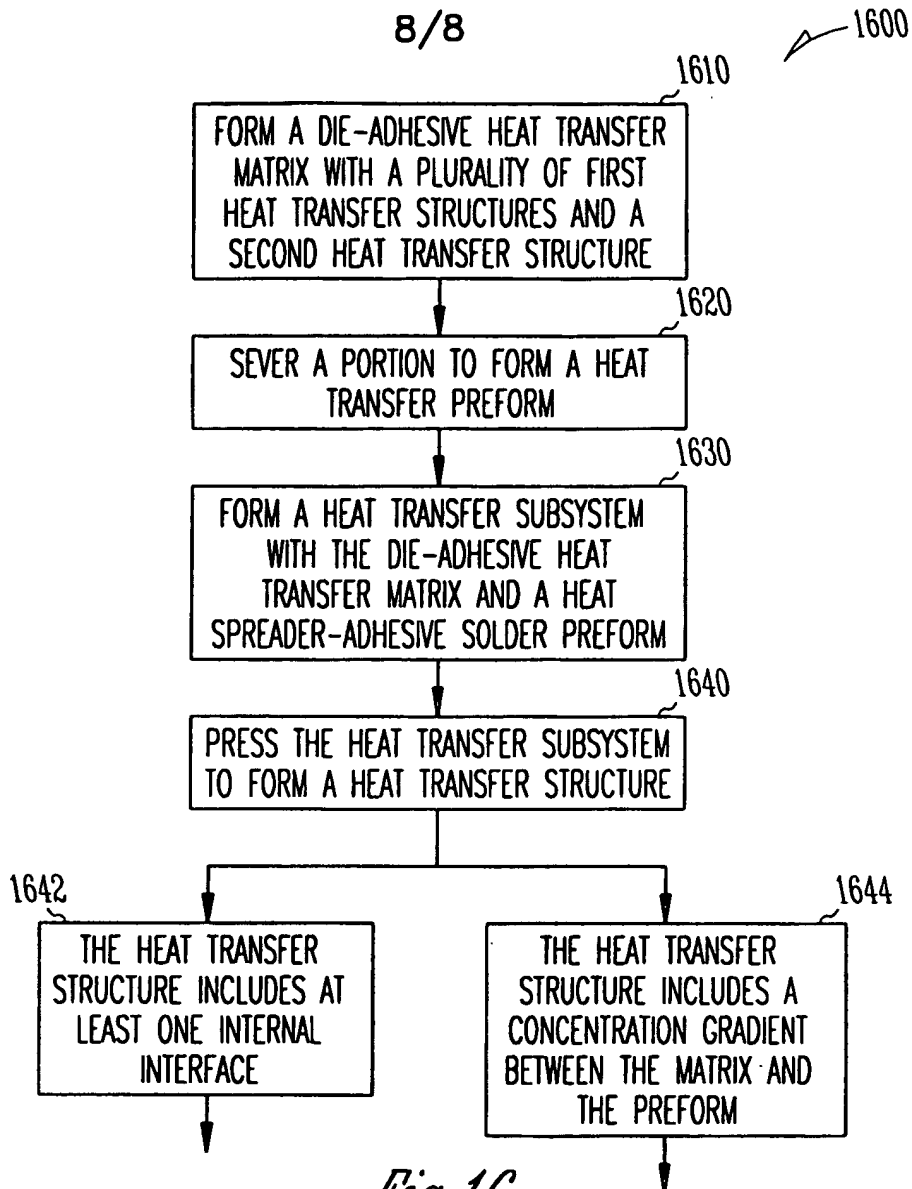 8/8
1600
1610
FORM A DIE-ADHESIVE HEAT TRANSFER
MATRIX WITH A PLURALITY OF FIRST
HEAT TRANSFER STRUCTURES AND A
SECOND HEAT TRANSFER STRUCTURE
1620
SEVER A PORTION TO FORM A HEAT
TRANSFER PREFORM
1630
FORM A HEAT TRANSFER SUBSYSTEM
WITH THE DIE-ADHESIVE HEAT
TRANSFER MATRIX AND A HEAT
SPREADER-ADHESIVE SOLDER PREFORM
1640
PRESS THE HEAT TRANSFER SUBSYSTEM
TO FORM A HEAT TRANSFER STRUCTURE
1642
THE HEAT TRANSFER
STRUCTURE INCLUDES AT
LEAST ONE INTERNAL
INTERFACE
1644
THE HEAT TRANSFER
STRUCTURE INCLUDES A
CONCENTRATION GRADIENT
BETWEEN THE MATRIX AND
THE PREFORM